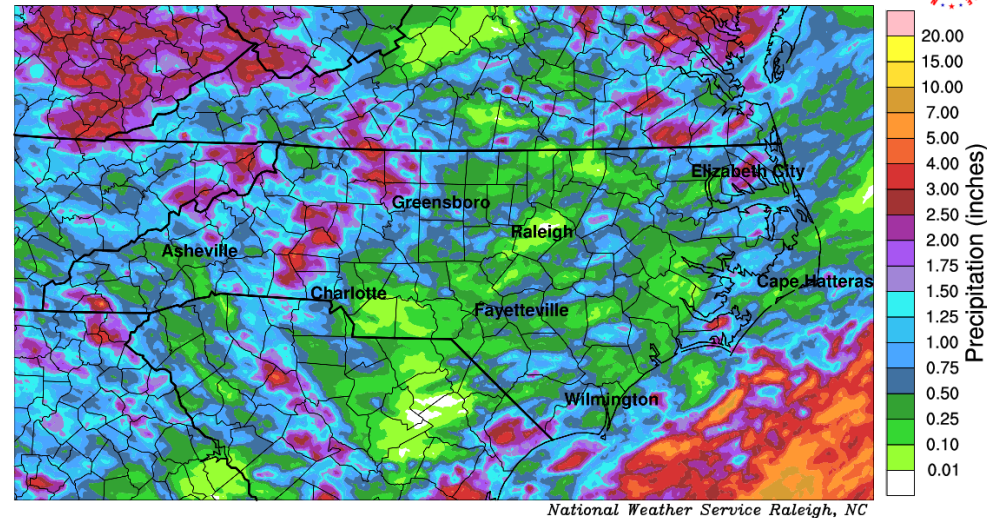 20.00
15.00
10.00
7.00
5.00
4.00
3.00
2.50
2.00
1.75
1.50
1.25
1.00
0.75
0.50
0.25
0.10
0.01
Precipitation (inches)
Elizabeth City
Greensboro
Raleigh
Asheville
Cape Hatteras
Charlotte
Fayetteville
Wilmington
National Weather Service Raleigh, NC